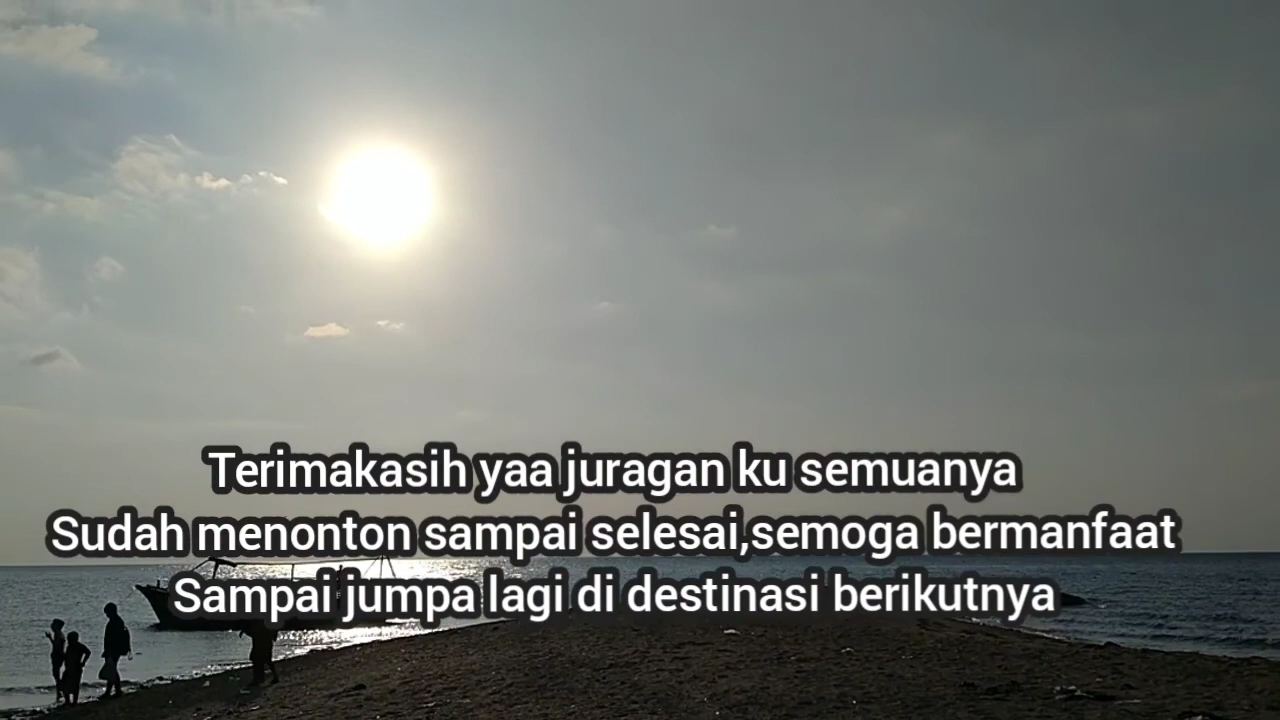 Terimakasih yaa juragan ku semuanya
Sudah menonton sampai selesai,semoga bermanfaat
Sampai jumpa lagi di destinasi berikutnya